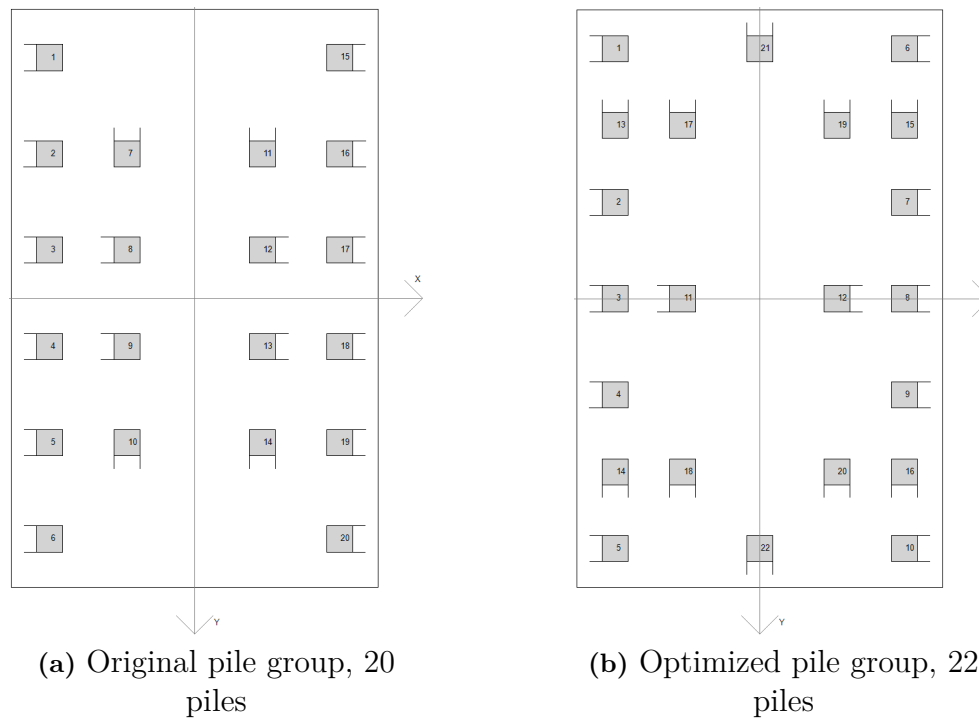 1 15
2 7 11 16
3 8 12 17
X
4 9 13 18
5 10 14 19
6 20
Y
(a) Original pile group, 20
piles
1 21 6
13 17 19 15
2 7
3 11 12 8
4 9
14 18 20 16
5 22 10
Y
(b) Optimized pile group, 22
piles